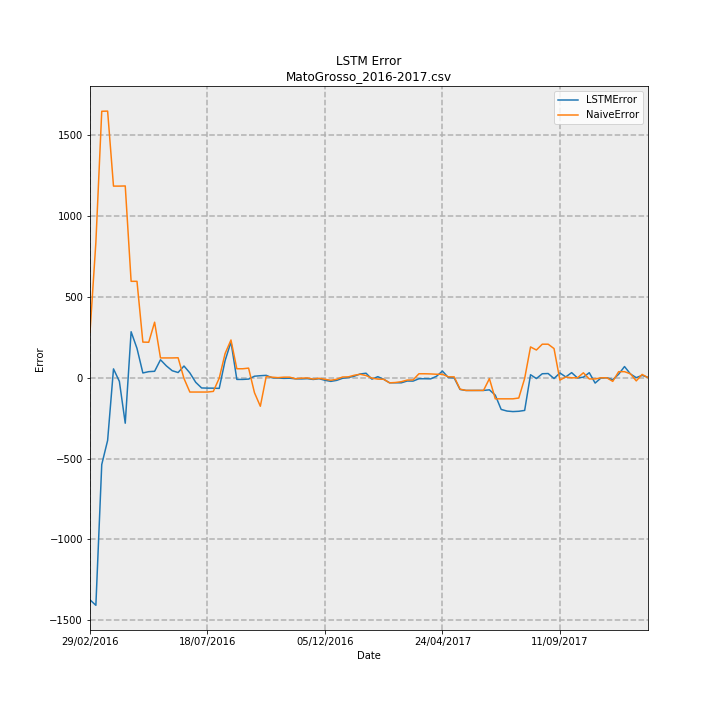 LSTM Error
MatoGrosso_2016-2017.csv
LSTMError
NaiveError
1500
1000
500
0
−500
−1000
−1500
Error
29/02/2016 18/07/2016 05/12/2016 24/04/2017 11/09/2017
Date